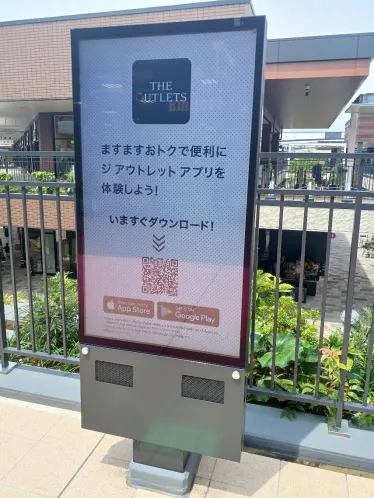 THE
OUTLETS
ますますおトクで便利に
ジ アウトレット アプリを
体験しよう!
いますぐダウンロード!
App Store
Google Play